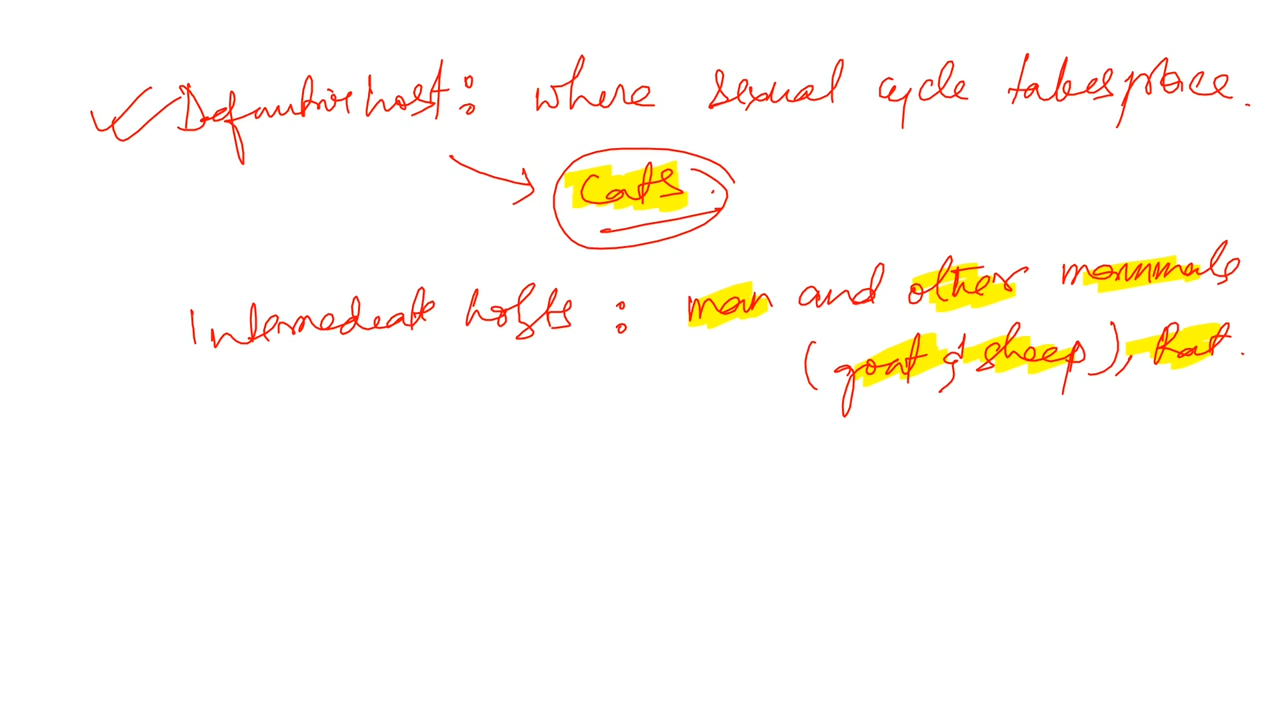 Definitive host: where sexual cycle takes place.
Cats.
Intermediate hosts : man and other mammals
(goat & sheep), Rat.